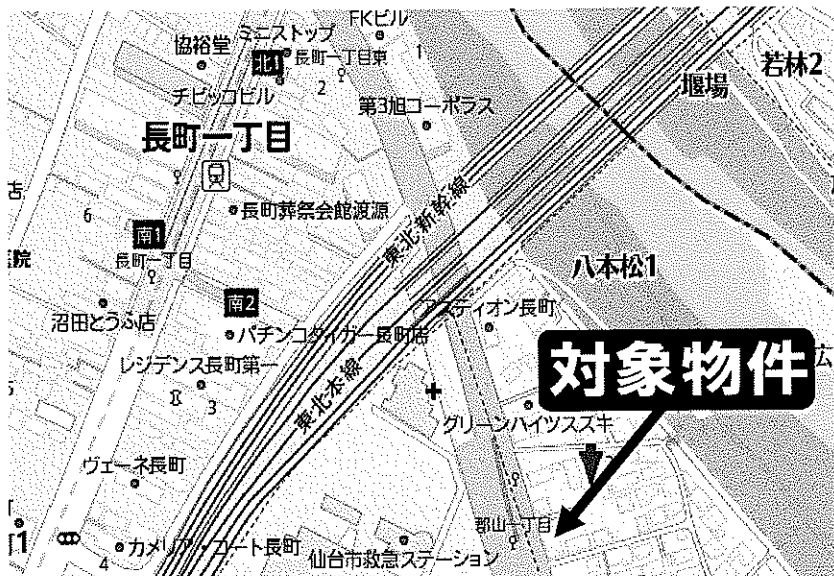 FKビル
ミニストップ
協裕堂
北1
長町一丁目東
1
2
若林2
堰場
チビッコビル
第3旭コーポラス
長町一丁目
店
6
長町葬祭会館渡源
東北新幹線
南1
医院
長町一丁目
八本松1
南2
沼田とうふ店
アスティオン長町
パチンコタイガー長町店
対象物件
広
レジデンス長町第一
3
東北本線
グリーンハイツスズキ
ヴェーネ長町
郡山一丁目
カメリア・コート長町
4
仙台市救急ステーション